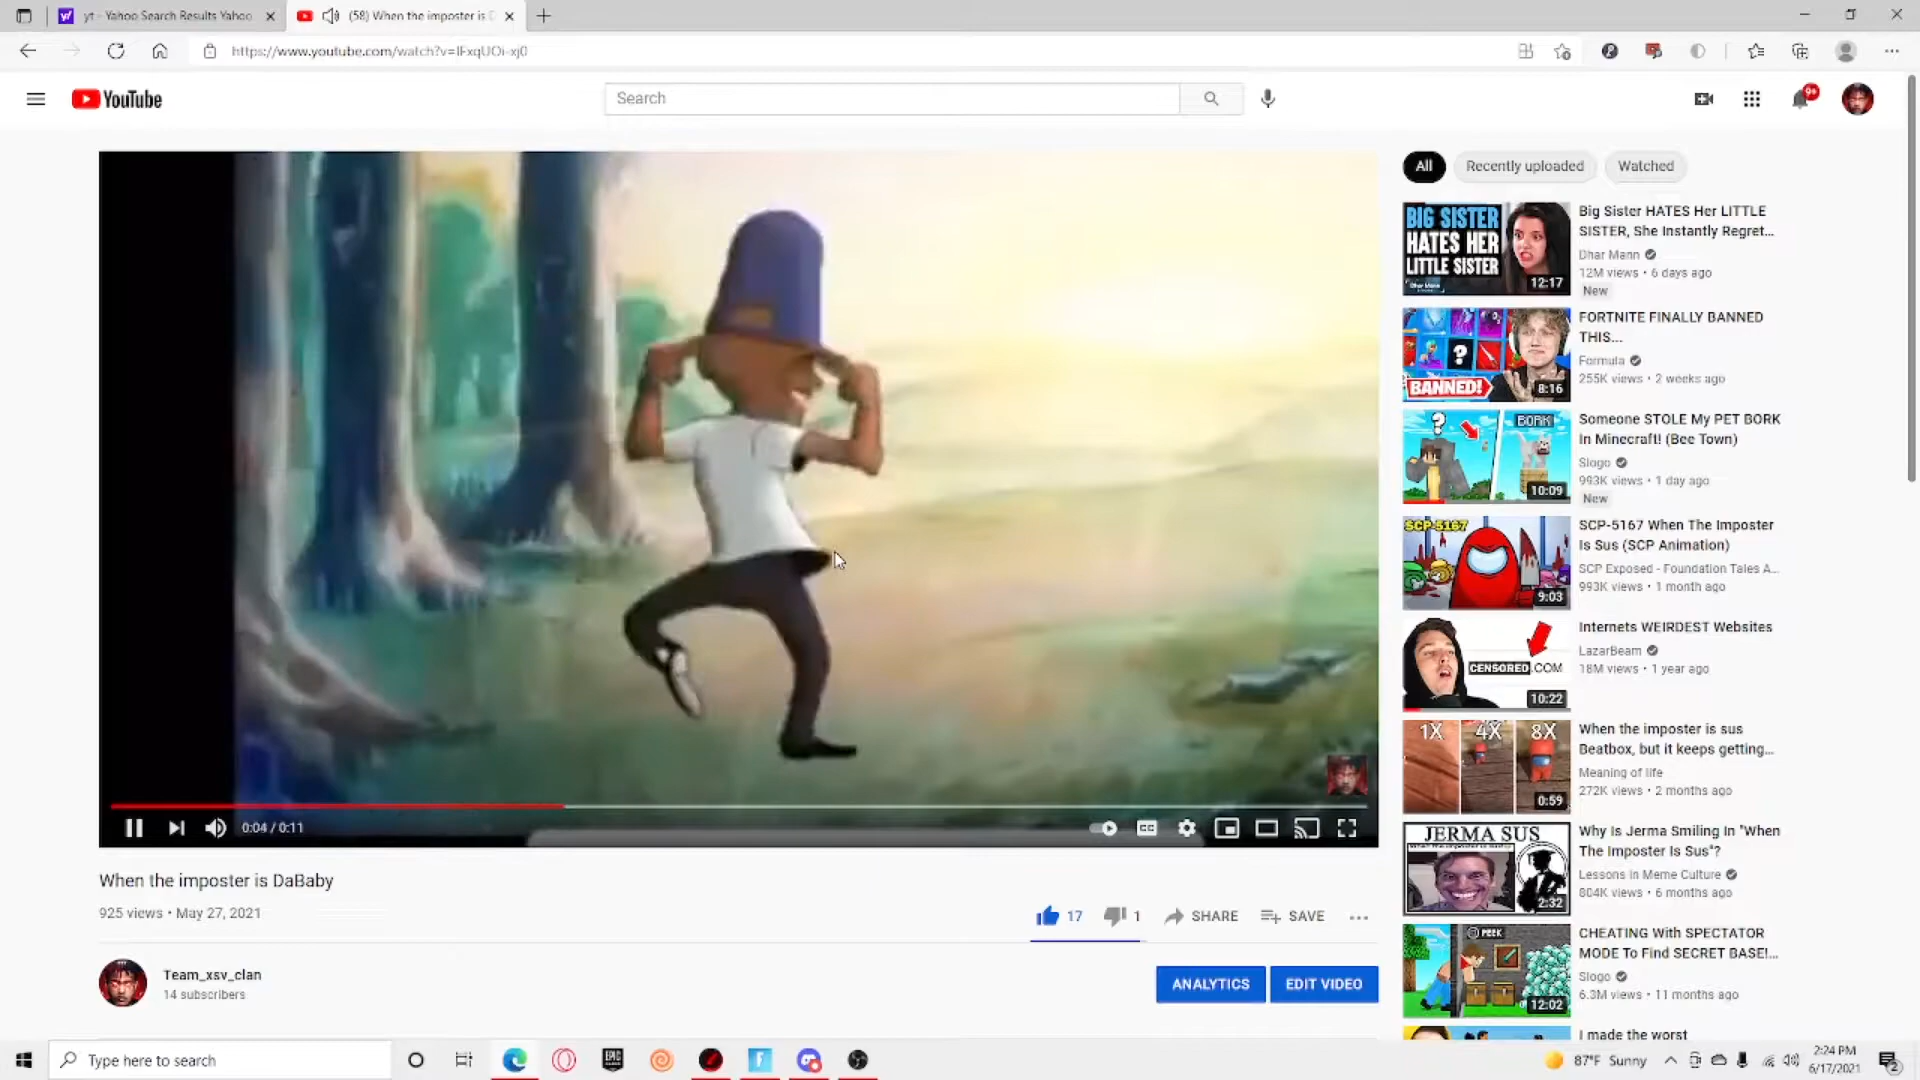 yt - Yahoo Search Results Yahoo
(58) When the imposter is D
https://www.youtube.com/watch?v=lFxqUOi-xj0
YouTube
Search
9+
All
Recently uploaded
Watched
BIG SISTER
HATES HER
LITTLE SISTER
Dhar Mann
12:17
Big Sister HATES Her LITTLE
SISTER, She Instantly Regret...
Dhar Mann
12M views • 6 days ago
New
BANNED!
8:16
FORTNITE FINALLY BANNED
THIS...
Formula
255K views • 2 weeks ago
?
BORK
10:09
Someone STOLE My PET BORK
In Minecraft! (Bee Town)
Slogo
993K views • 1 day ago
New
SCP-5167
9:03
SCP-5167 When The Imposter
Is Sus (SCP Animation)
SCP Exposed - Foundation Tales A...
993K views • 1 month ago
CENSORED.COM
10:22
Internets WEIRDEST Websites
LazarBeam
18M views • 1 year ago
1X 4X 8X
0:59
When the imposter is sus
Beatbox, but it keeps getting...
Meaning of life
272K views • 2 months ago
JERMA SUS
2:32
Why Is Jerma Smiling In "When
The Imposter Is Sus"?
Lessons in Meme Culture
804K views • 6 months ago
PEEK
12:02
CHEATING With SPECTATOR
MODE To Find SECRET BASE!...
Slogo
6.3M views • 11 months ago
I made the worst
0:04 / 0:11
CC
When the imposter is DaBaby
925 views • May 27, 2021
17
1
SHARE
SAVE
Team_xsv_clan
14 subscribers
ANALYTICS
EDIT VIDEO
Type here to search
EPIC
87°F Sunny
2:24 PM
6/17/2021
2